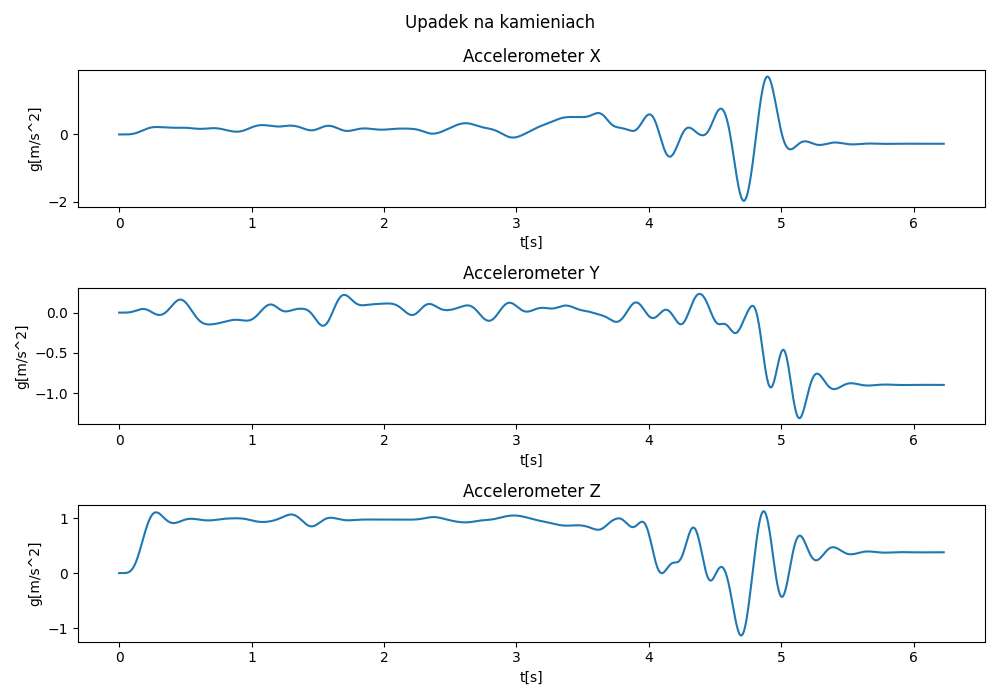 Upadek na kamieniach
Accelerometer X
g[m/s^2]
0
−2
0 1 2 3 4 5 6
t[s]
Accelerometer Y
g[m/s^2]
0.0
−0.5
−1.0
0 1 2 3 4 5 6
t[s]
Accelerometer Z
g[m/s^2]
1
0
−1
0 1 2 3 4 5 6
t[s]